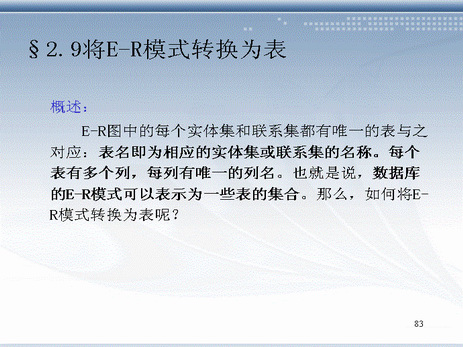 §2.9将E-R模式转换为表
概述：
E-R图中的每个实体集和联系集都有唯一的表与之
对应：表名即为相应的实体集或联系集的名称。每个
表有多个列，每列有唯一的列名。也就是说，数据库
的E-R模式可以表示为一些表的集合。那么，如何将E-
R模式转换为表呢？
83